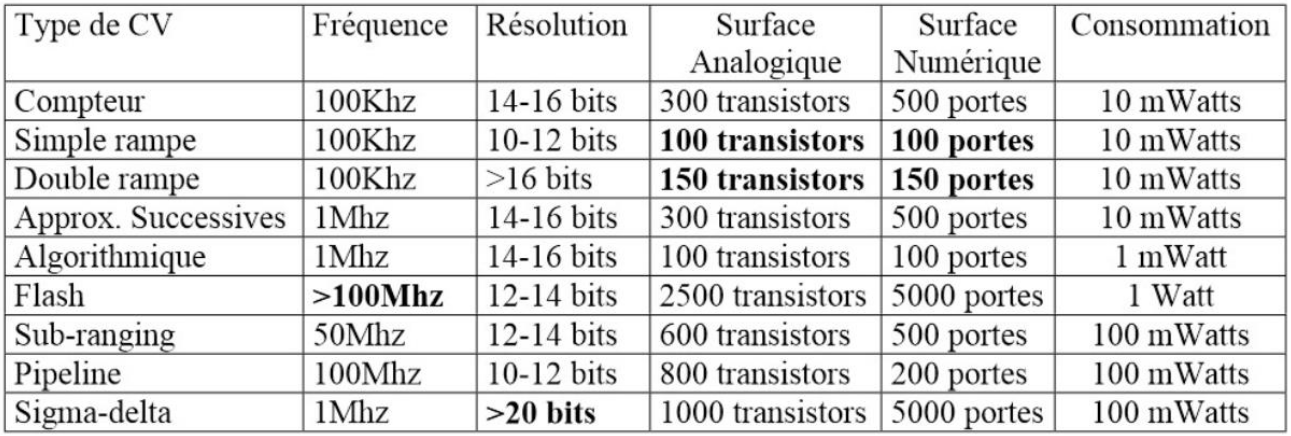 Type de CV Fréquence Résolution Surface Analogique Surface Numérique Consommation
Compteur 100Khz 14-16 bits 300 transistors 500 portes 10 mWatts
Simple rampe 100Khz 10-12 bits 100 transistors 100 portes 10 mWatts
Double rampe 100Khz >16 bits 150 transistors 150 portes 10 mWatts
Approx. Successives 1Mhz 14-16 bits 300 transistors 500 portes 10 mWatts
Algorithmique 1Mhz 14-16 bits 100 transistors 100 portes 1 mWatt
Flash >100Mhz 12-14 bits 2500 transistors 5000 portes 1 Watt
Sub-ranging 50Mhz 12-14 bits 600 transistors 500 portes 100 mWatts
Pipeline 100Mhz 10-12 bits 800 transistors 200 portes 100 mWatts
Sigma-delta 1Mhz >20 bits 1000 transistors 5000 portes 100 mWatts